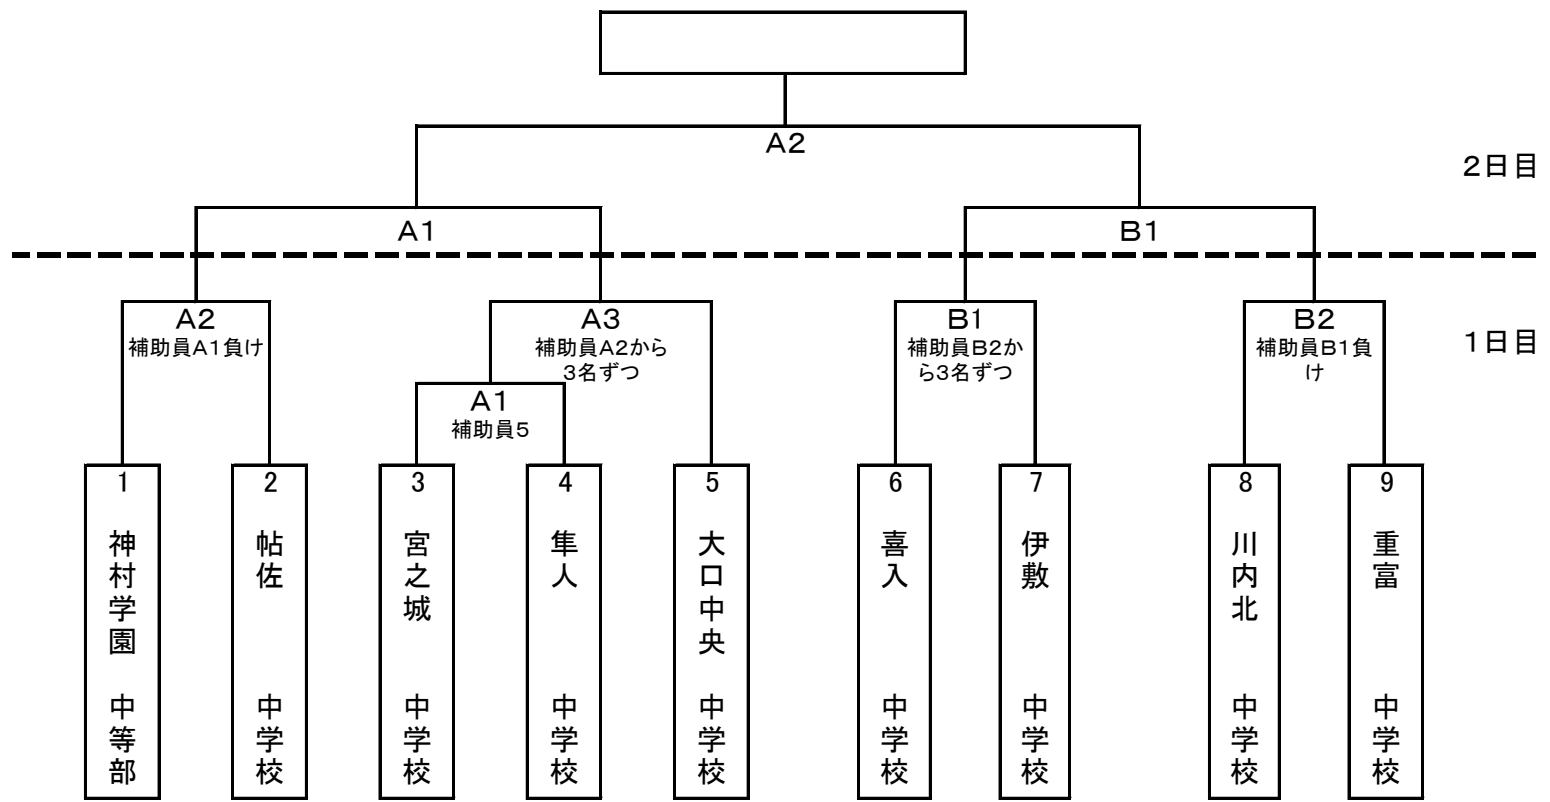 A2
2日目
A1
B1
A2
補助員A1負け
A3
補助員A2から
3名ずつ
B1
補助員B2か
ら3名ずつ
B2
補助員B1負
け
1日目
A1
補助員5
1
神村学園 中等部
2
帖佐 中学校
3
宮之城 中学校
4
隼人 中学校
5
大口中央 中学校
6
喜入 中学校
7
伊敷 中学校
8
川内北 中学校
9
重富 中学校